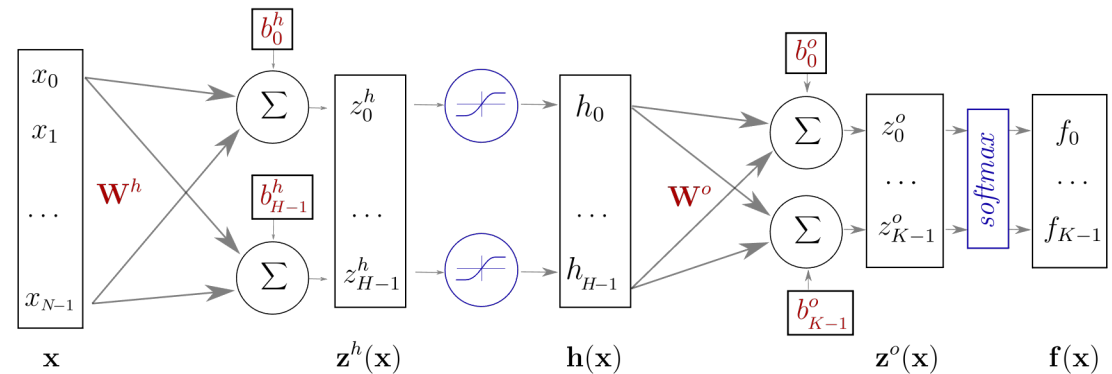 x_0
x_1
...
x_{N-1}
x
W^h
b_0^h
Σ
b_{H-1}^h
Σ
z_0^h
...
z_{H-1}^h
z^h(x)
h_0
...
h_{H-1}
h(x)
W^o
b_0^o
Σ
Σ
b_{K-1}^o
z_0^o
...
z_{K-1}^o
z^o(x)
softmax
f_0
...
f_{K-1}
f(x)